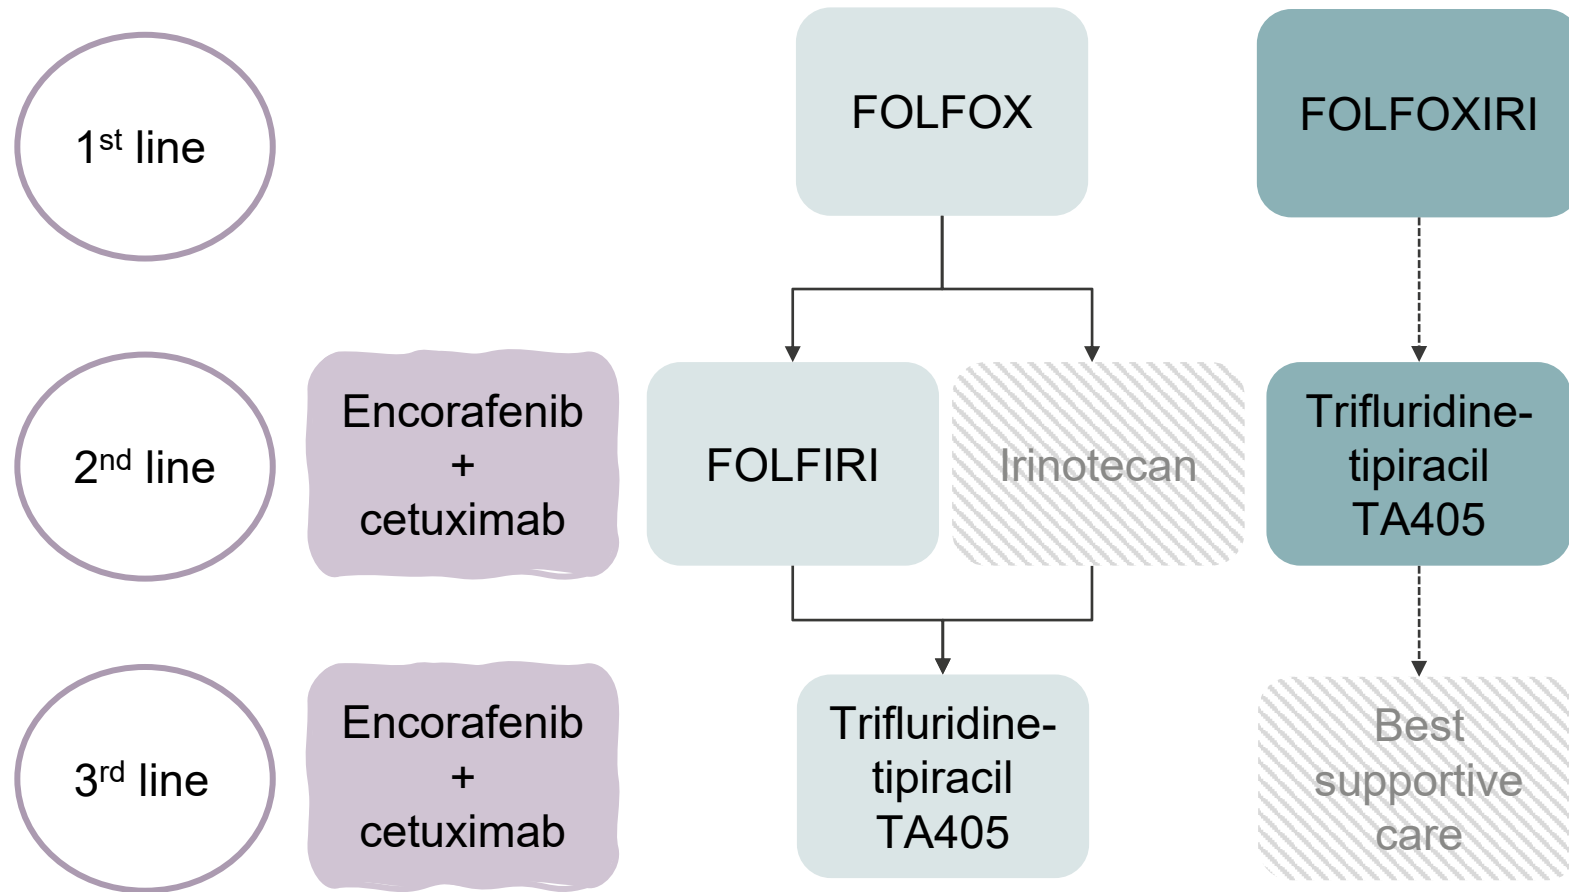 1st line
FOLFOX
FOLFOXIRI
2nd line
Encorafenib
+
cetuximab
FOLFIRI
Irinotecan
Trifluridine-
tipiracil
TA405
3rd line
Encorafenib
+
cetuximab
Trifluridine-
tipiracil
TA405
Best
supportive
care